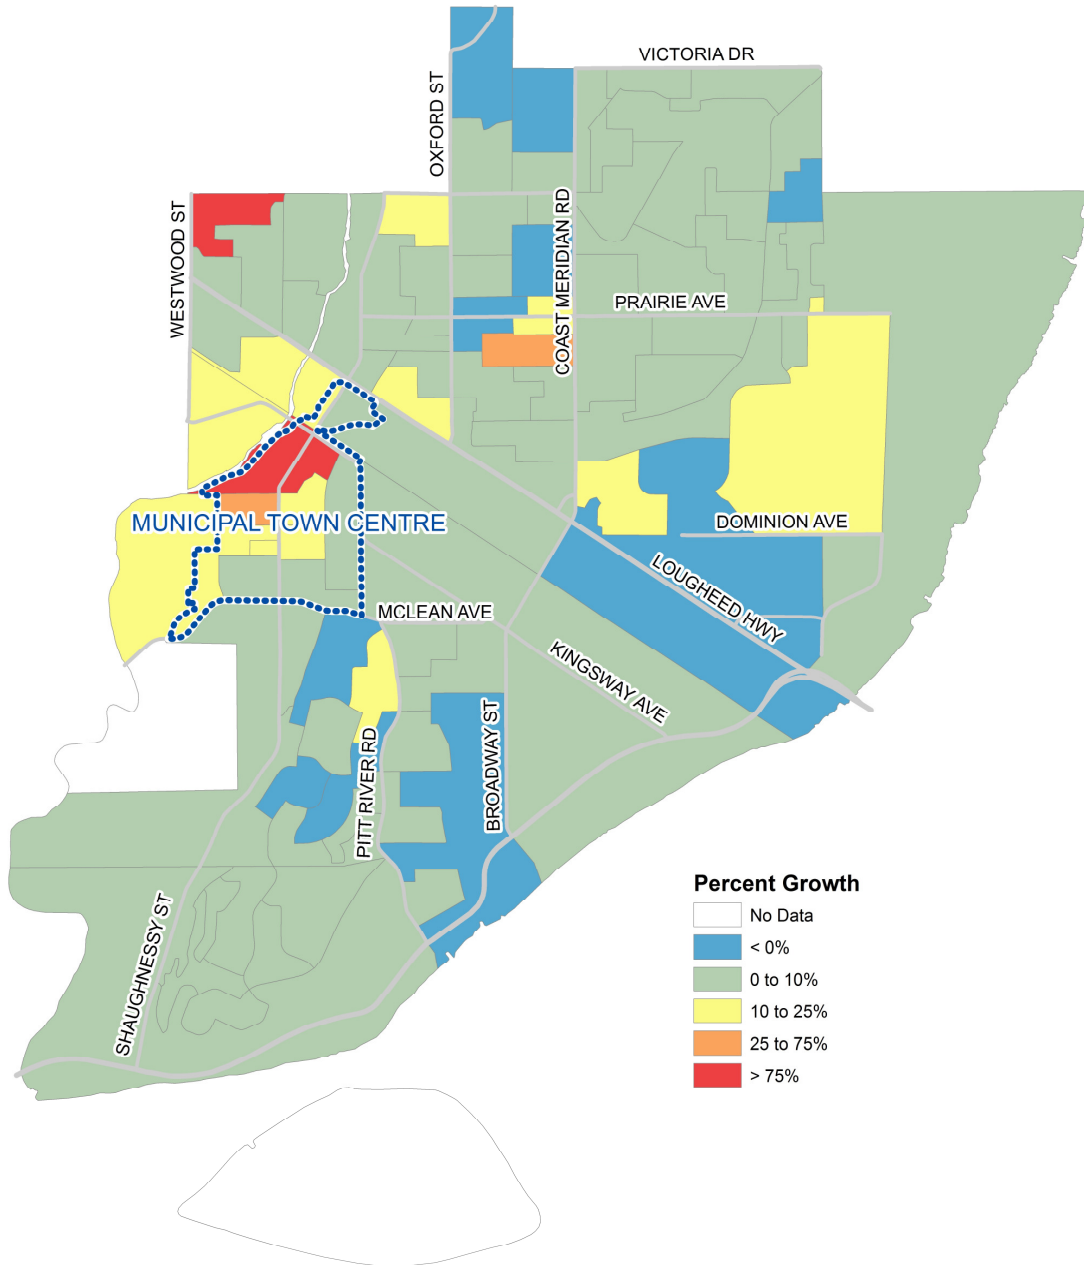 VICTORIA DR
OXFORD ST
WESTWOOD ST
COAST MERIDIAN RD
PRAIRIE AVE
MUNICIPAL TOWN CENTRE
DOMINION AVE
LOUGHEED HWY
MCLEAN AVE
KINGSWAY AVE
BROADWAY ST
PITT RIVER RD
SHAUGHNESSY ST
Percent Growth
No Data
< 0%
0 to 10%
10 to 25%
25 to 75%
> 75%